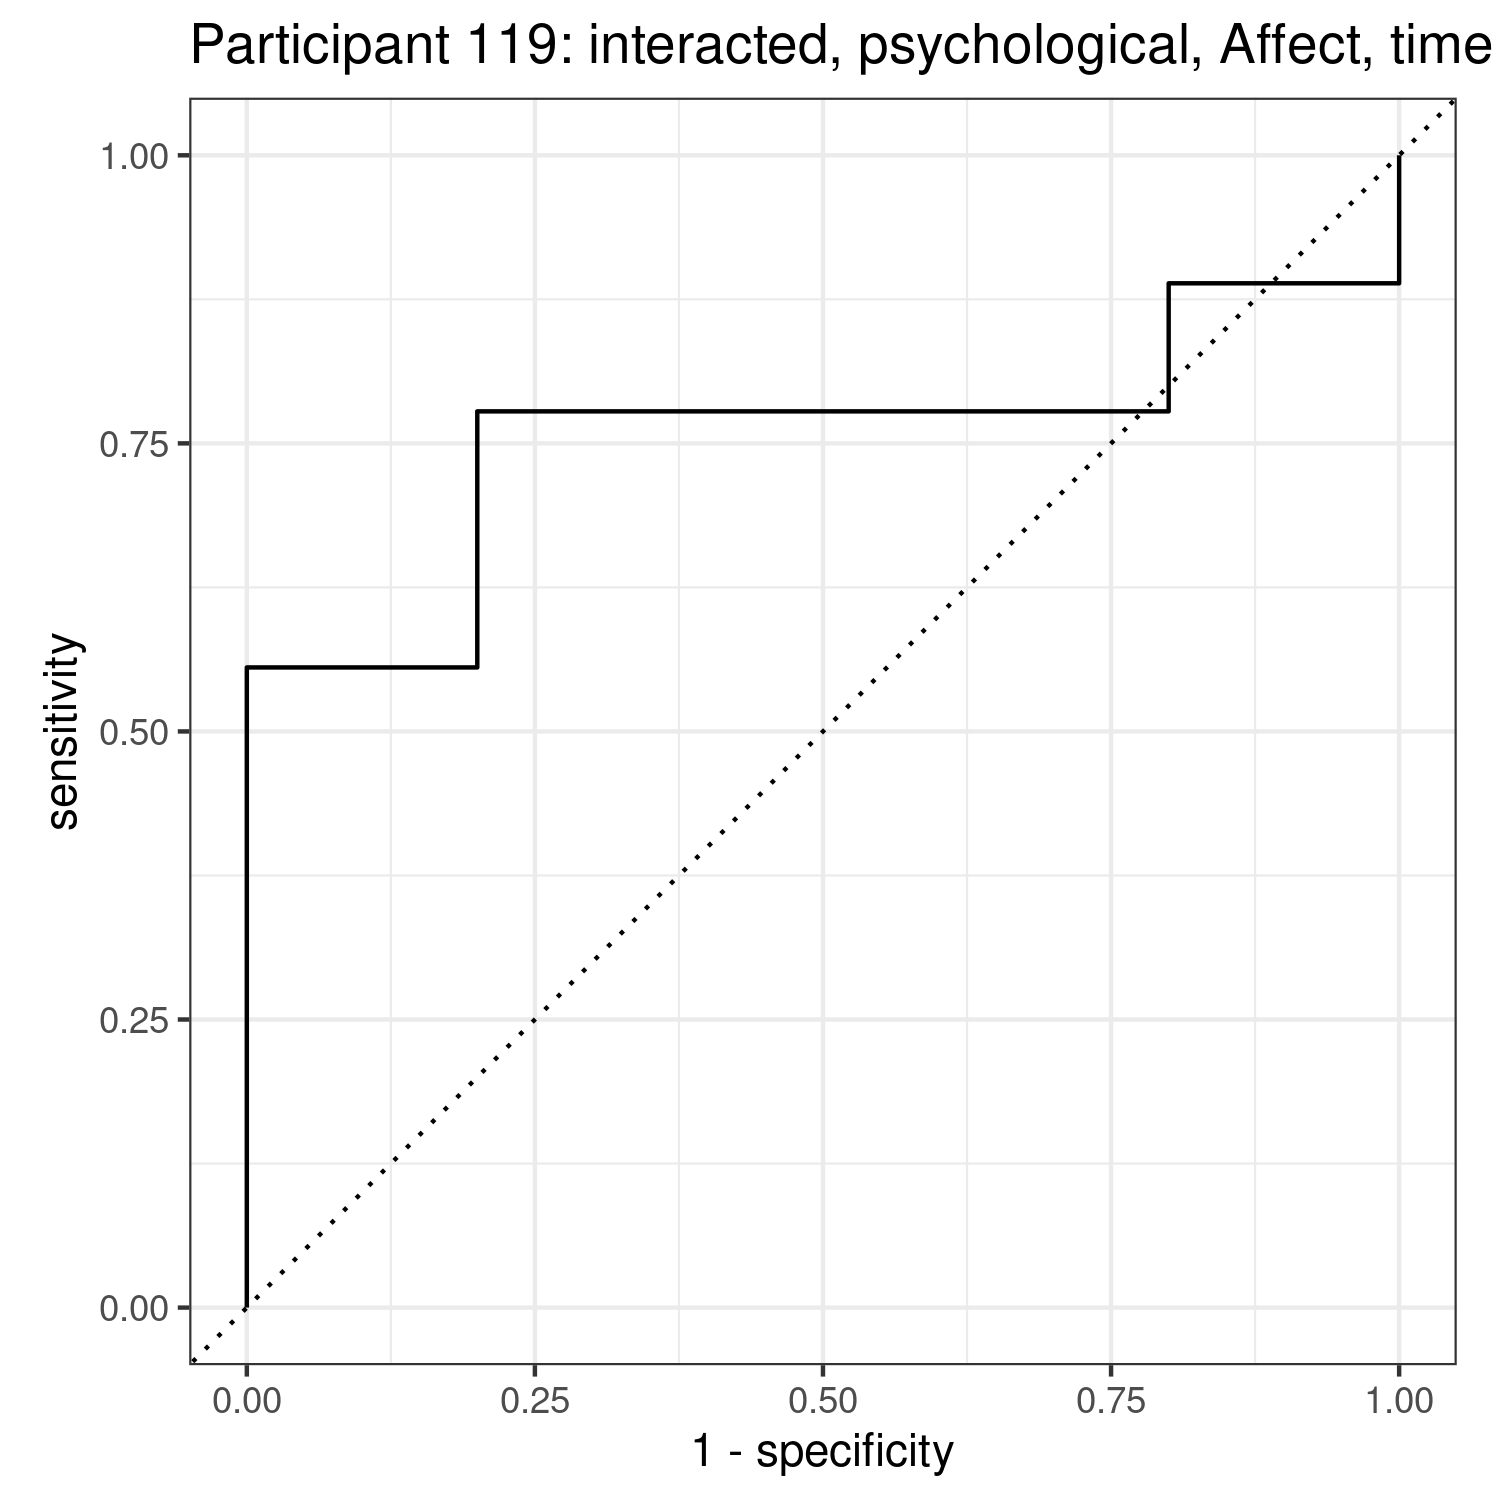 Participant 119: interacted, psychological, Affect, time
1.00
0.75
0.50
0.25
0.00
sensitivity
0.00 0.25 0.50 0.75 1.00
1 - specificity